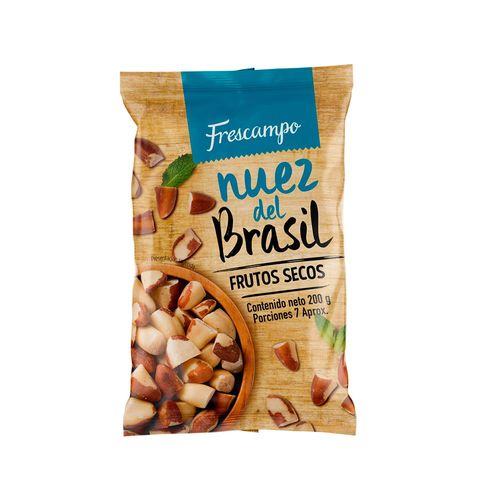 Frescampo
nuez
del
Brasil
FRUTOS SECOS
Contenido neto 200 g
Porciones 7 Aprox.